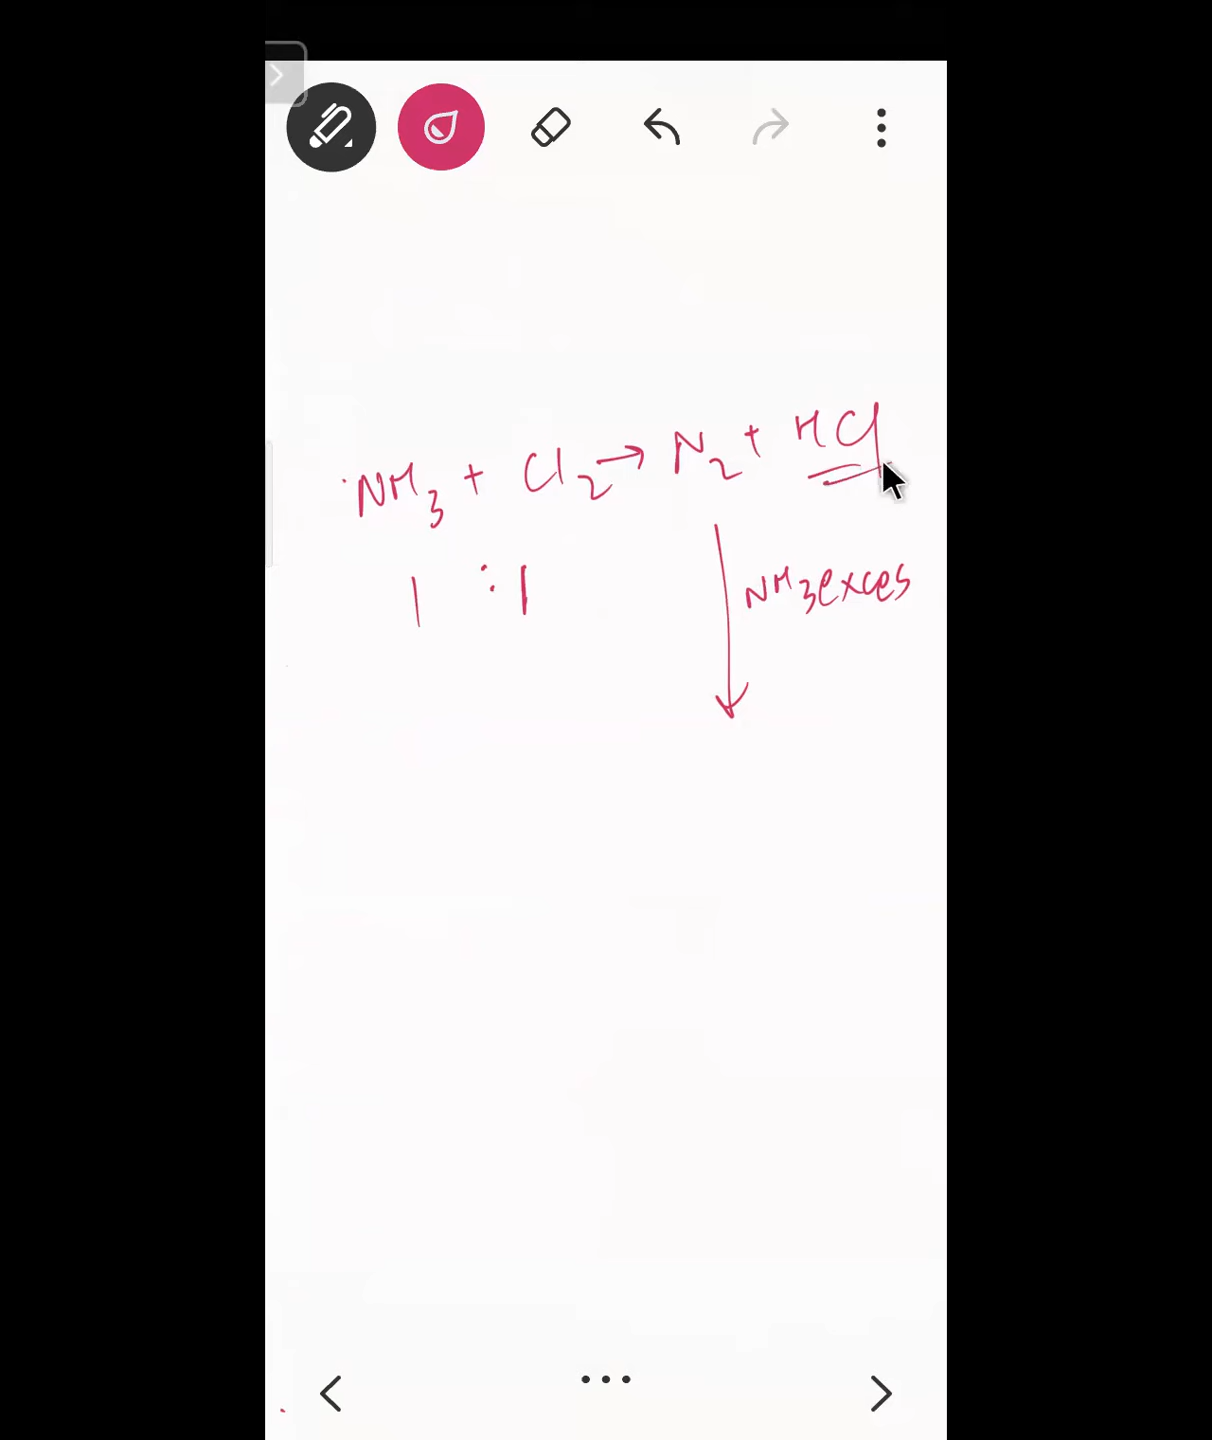 NH3 + Cl2 → N2 + HCl
1 : 1
NH3 exces